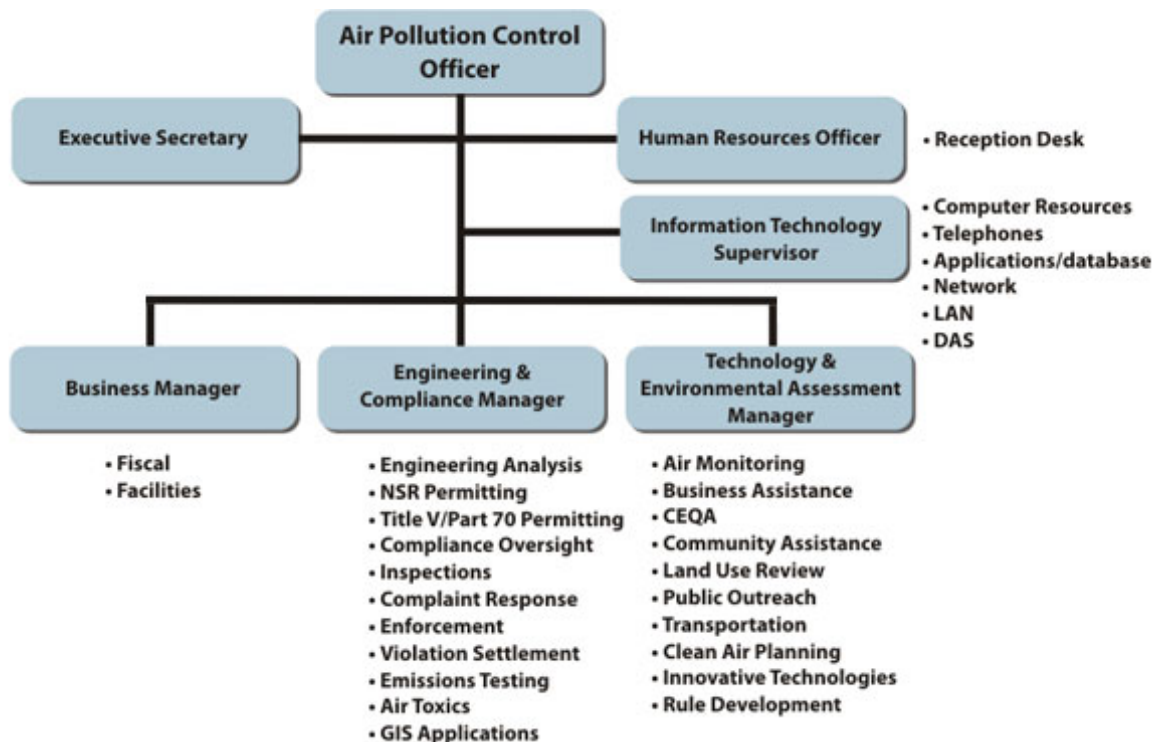 Air Pollution Control
Officer
Executive Secretary
Human Resources Officer
• Reception Desk
Information Technology
Supervisor
• Computer Resources
• Telephones
• Applications/database
• Network
• LAN
• DAS
Business Manager
• Fiscal
• Facilities
Engineering &
Compliance Manager
• Engineering Analysis
• NSR Permitting
• Title V/Part 70 Permitting
• Compliance Oversight
• Inspections
• Complaint Response
• Enforcement
• Violation Settlement
• Emissions Testing
• Air Toxics
• GIS Applications
Technology &
Environmental Assessment
Manager
• Air Monitoring
• Business Assistance
• CEQA
• Community Assistance
• Land Use Review
• Public Outreach
• Transportation
• Clean Air Planning
• Innovative Technologies
• Rule Development